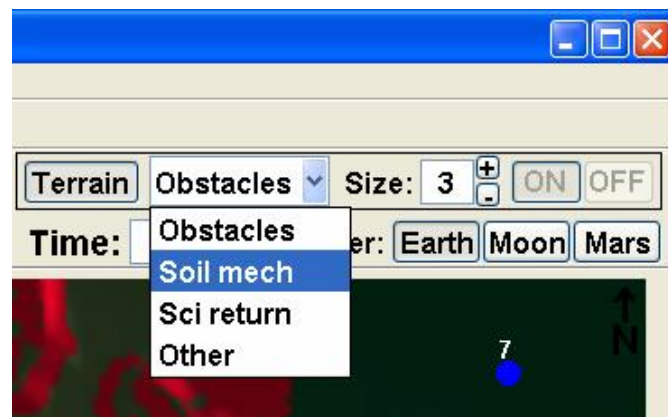 Terrain Obstacles Size: 3 + - ON OFF
Time: er: Earth Moon Mars
Obstacles
Soil mech
Sci return
Other
7
N